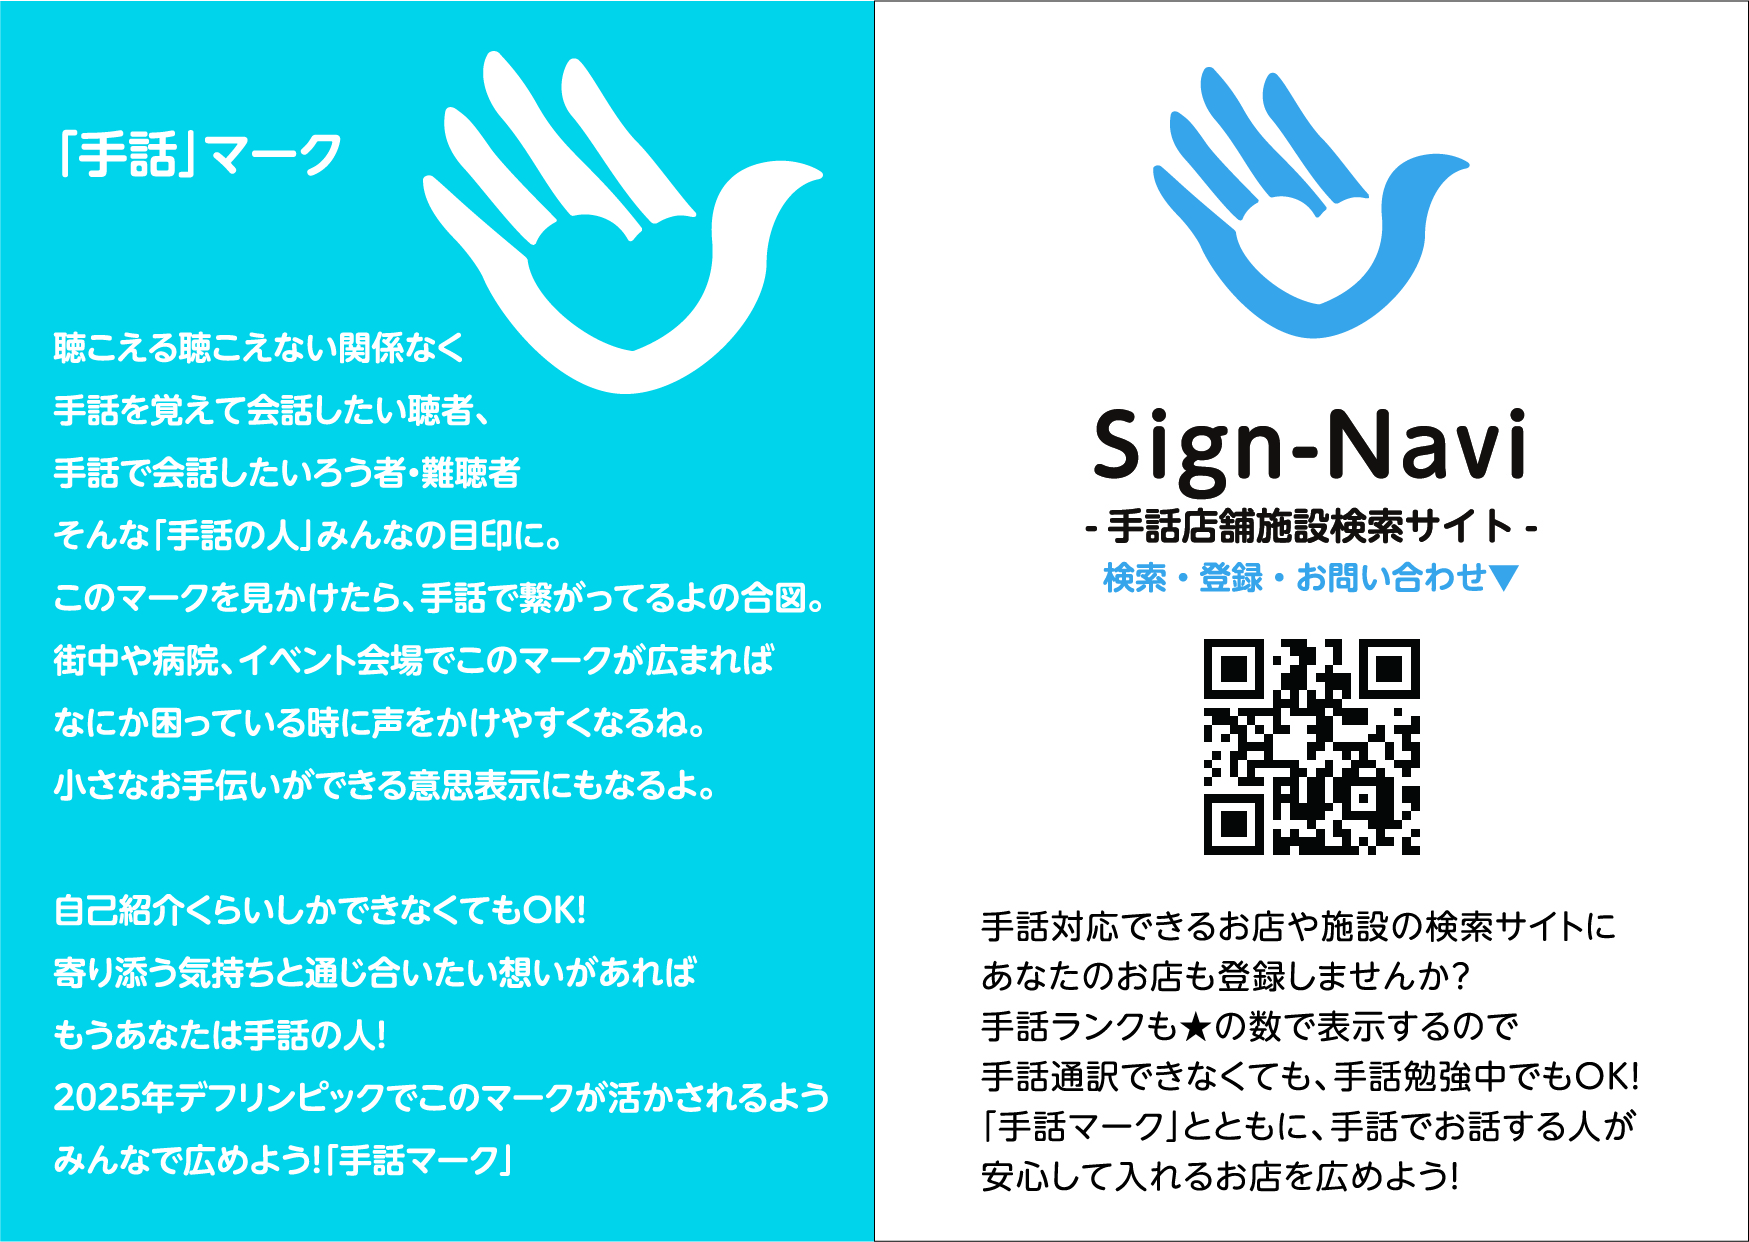 「手話」マーク
聴こえる聴こえない関係なく
手話を覚えて会話したい聴者、
手話で会話したいろう者・難聴者
そんな「手話の人」みんなの目印に。
このマークを見かけたら、手話で繋がってるよの合図。
街中や病院、イベント会場でこのマークが広まれば
なにか困っている時に声をかけやすくなるね。
小さなお手伝いができる意思表示にもなるよ。
自己紹介くらいしかできなくてもOK!
寄り添う気持ちと通じ合いたい想いがあれば
もうあなたは手話の人!
2025年デフリンピックでこのマークが活かされるよう
みんなで広めよう!「手話マーク」
Sign-Navi
- 手話店舗施設検索サイト -
検索・登録・お問い合わせ▼
手話対応できるお店や施設の検索サイトに
あなたのお店も登録しませんか?
手話ランクも★の数で表示するので
手話通訳できなくても、手話勉強中でもOK!
「手話マーク」とともに、手話でお話する人が
安心して入れるお店を広めよう!